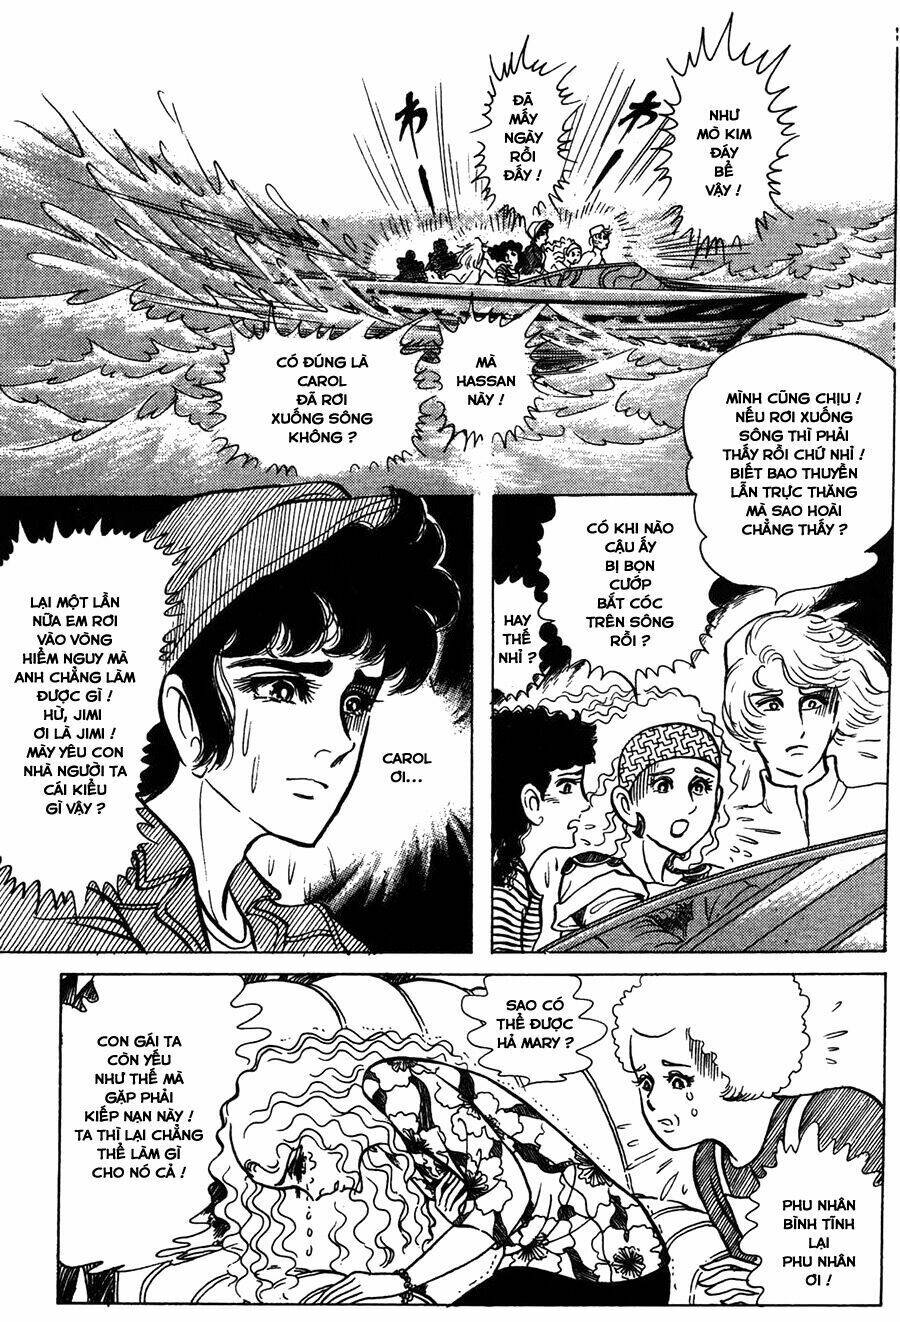 NHƯ
MÒ KIM
ĐÁY
BỂ
VẬY !
ĐÃ
MẤY
NGÀY
RỒI
ĐẤY !
わー
わー
MÀ
HASSAN
NÀY !
CÓ ĐÚNG LÀ
CAROL
ĐÃ RƠI
XUỐNG SÔNG
KHÔNG ?
MÌNH CŨNG CHỊU !
NẾU RƠI XUỐNG
SÔNG THÌ PHẢI
THẤY RỒI CHỨ NHỈ !
BIẾT BAO THUYỀN
LẪN TRỰC THĂNG
MÀ SAO HOÀI
CHẲNG THẤY ?
CÓ KHI NÀO
CẬU ẤY
BỊ BỌN
CƯỚP
BẮT CÓC
TRÊN SÔNG
RỒI ?
HAY
THẾ
NHỈ ?
CAROL
ƠI...
LẠI MỘT LẦN
NỮA EM RƠI
VÀO VÒNG
HIỂM NGUY MÀ
ANH CHẲNG LÀM
ĐƯỢC GÌ !
HỪ, JIMI
ƠI LÀ JIMI !
MÀY YÊU CON
NHÀ NGƯỜI TA
CÁI KIỂU
GÌ VẬY ?
SAO CÓ
THỂ ĐƯỢC
HẢ MARY ?
CON GÁI TA
CÒN YẾU
NHƯ THẾ MÀ
GẶP PHẢI
KIẾP NẠN NÀY !
TA THÌ LẠI CHẲNG
THỂ LÀM GÌ
CHO NÓ CẢ !
PHU NHÂN
BÌNH TĨNH
LẠI
PHU NHÂN
ƠI !